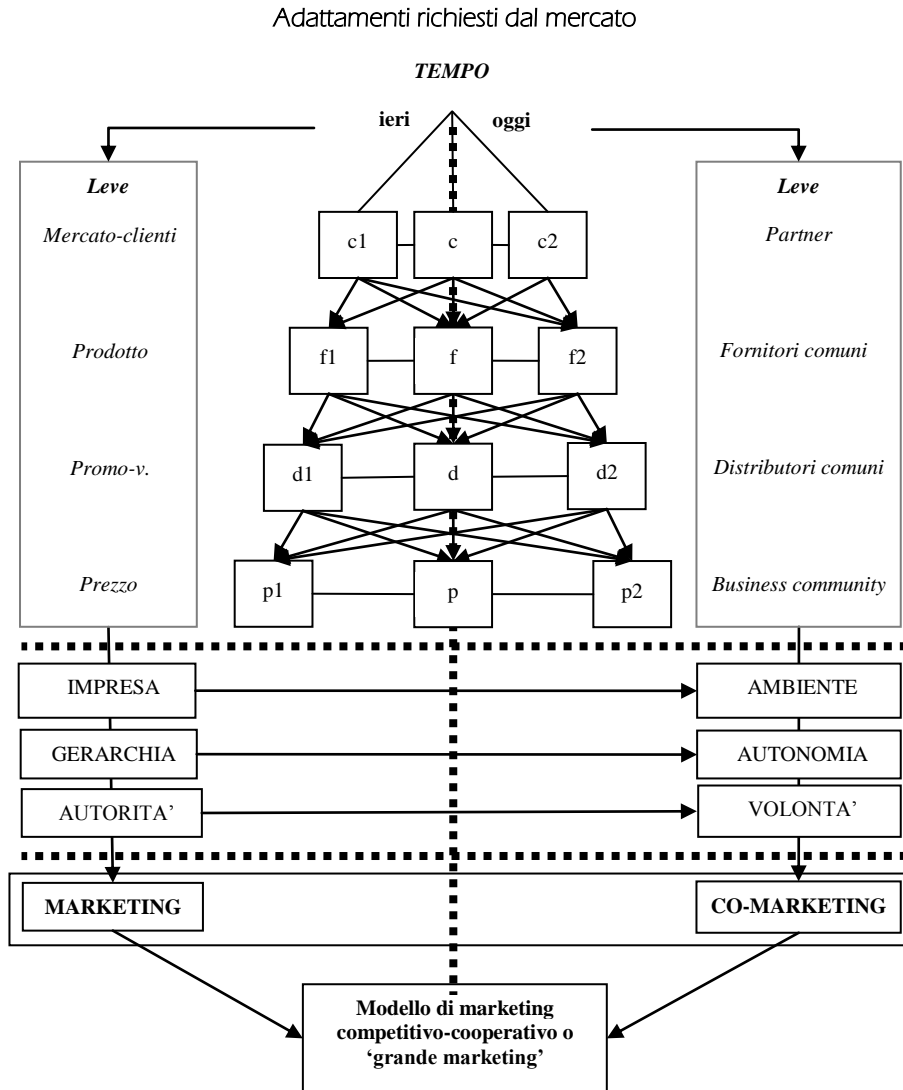 Adattamenti richiesti dal mercato
TEMPO
ieri
oggi
Leve
Mercato-clienti
Prodotto
Promo-v.
Prezzo
c1
c
c2
f1
f
f2
d1
d
d2
p1
p
p2
Leve
Partner
Fornitori comuni
Distributori comuni
Business community
IMPRESA
AMBIENTE
GERARCHIA
AUTONOMIA
AUTORITA’
VOLONTA’
MARKETING
CO-MARKETING
Modello di marketing
competitivo-cooperativo o
‘grande marketing’